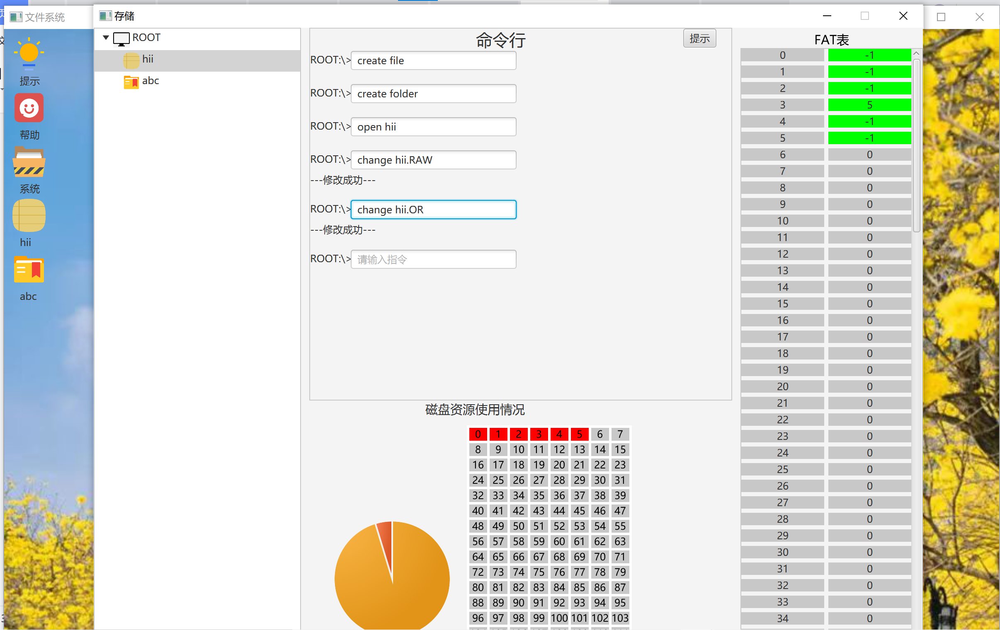 文件系统
存储
提示
帮助
系统
hii
abc
ROOT
hii
abc
命令行
提示
ROOT:\> create file
ROOT:\> create folder
ROOT:\> open hii
ROOT:\> change hii.RAW
---修改成功---
ROOT:\> change hii.OR
---修改成功---
ROOT:\> 请输入指令
磁盘资源使用情况
0 1 2 3 4 5 6 7
8 9 10 11 12 13 14 15
16 17 18 19 20 21 22 23
24 25 26 27 28 29 30 31
32 33 34 35 36 37 38 39
40 41 42 43 44 45 46 47
48 49 50 51 52 53 54 55
56 57 58 59 60 61 62 63
64 65 66 67 68 69 70 71
72 73 74 75 76 77 78 79
80 81 82 83 84 85 86 87
88 89 90 91 92 93 94 95
96 97 98 99 100 101 102 103
FAT表
0 -1
1 -1
2 -1
3 5
4 -1
5 -1
6 0
7 0
8 0
9 0
10 0
11 0
12 0
13 0
14 0
15 0
16 0
17 0
18 0
19 0
20 0
21 0
22 0
23 0
24 0
25 0
26 0
27 0
28 0
29 0
30 0
31 0
32 0
33 0
34 0